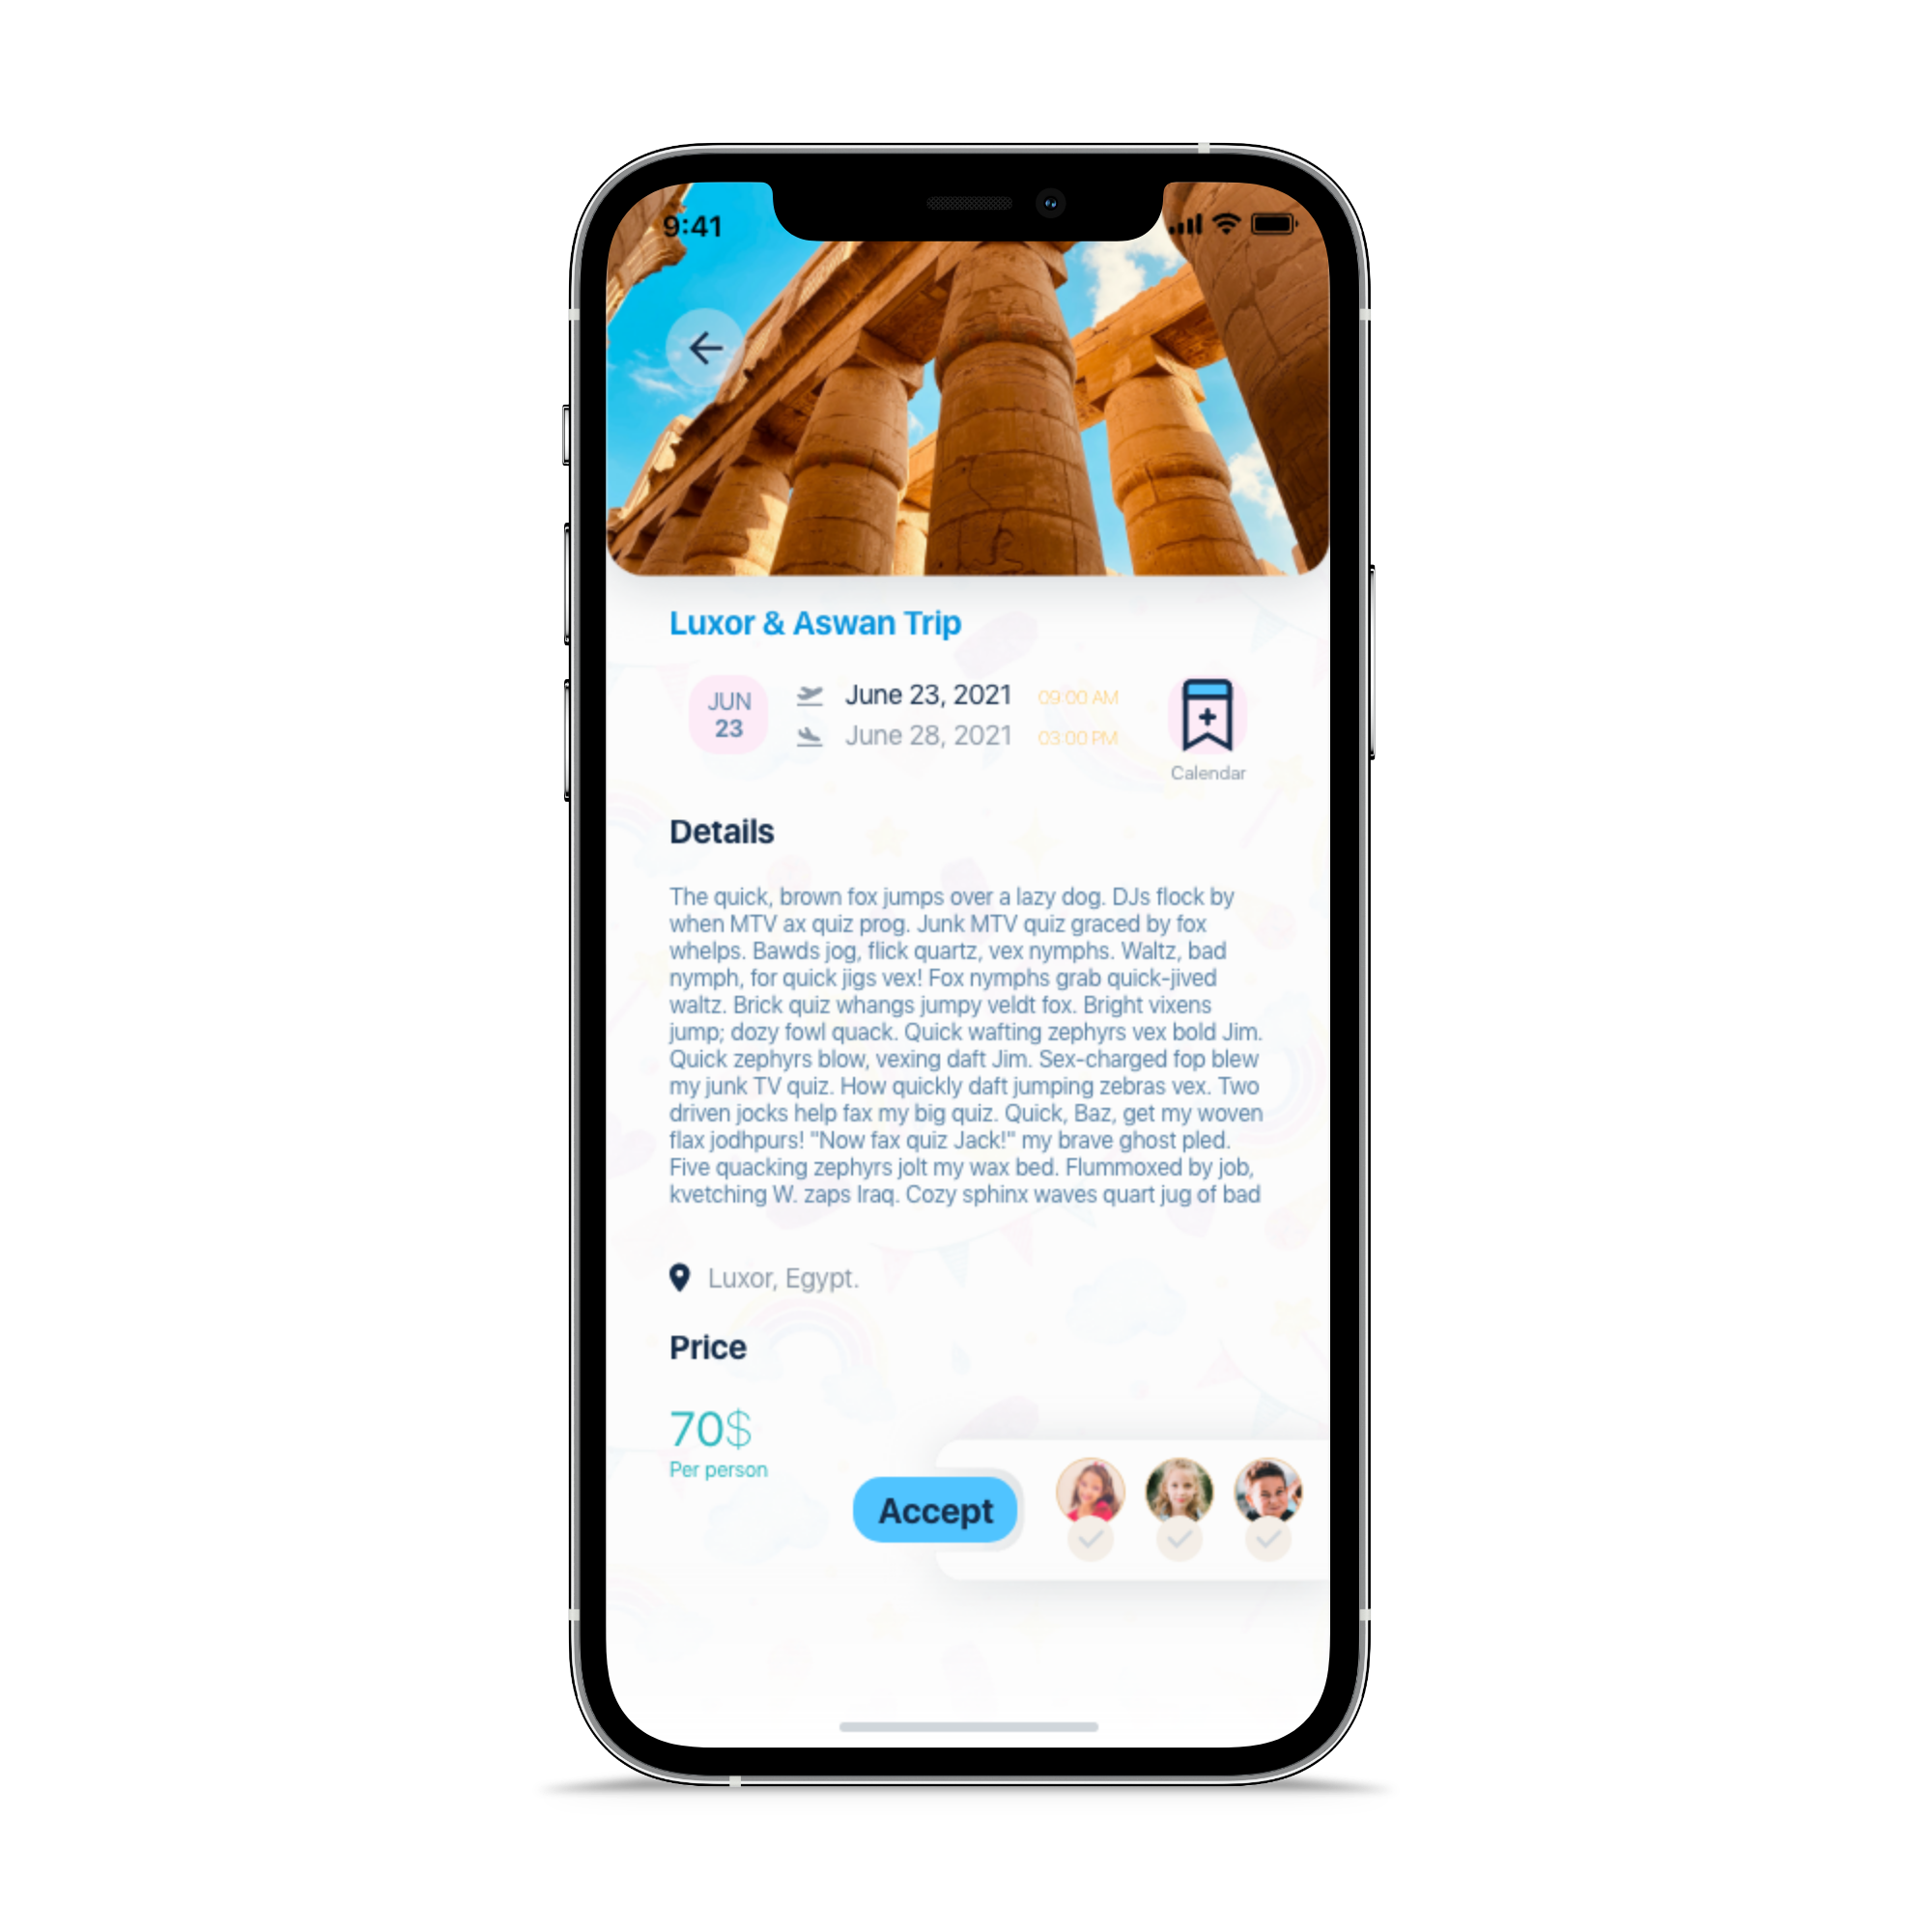 9:41
Luxor & Aswan Trip
JUN
23
June 23, 2021 09:00 AM
June 28, 2021 03:00 PM
Calendar
Details
The quick, brown fox jumps over a lazy dog. DJs flock by
when MTV ax quiz prog. Junk MTV quiz graced by fox
whelps. Bawds jog, flick quartz, vex nymphs. Waltz, bad
nymph, for quick jigs vex! Fox nymphs grab quick-jived
waltz. Brick quiz whangs jumpy veldt fox. Bright vixens
jump; dozy fowl quack. Quick wafting zephyrs vex bold Jim.
Quick zephyrs blow, vexing daft Jim. Sex-charged fop blew
my junk TV quiz. How quickly daft jumping zebras vex. Two
driven jocks help fax my big quiz. Quick, Baz, get my woven
flax jodhpurs! "Now fax quiz Jack!" my brave ghost pled.
Five quacking zephyrs jolt my wax bed. Flummoxed by job,
kvetching W. zaps Iraq. Cozy sphinx waves quart jug of bad
Luxor, Egypt.
Price
70$
Per person
Accept